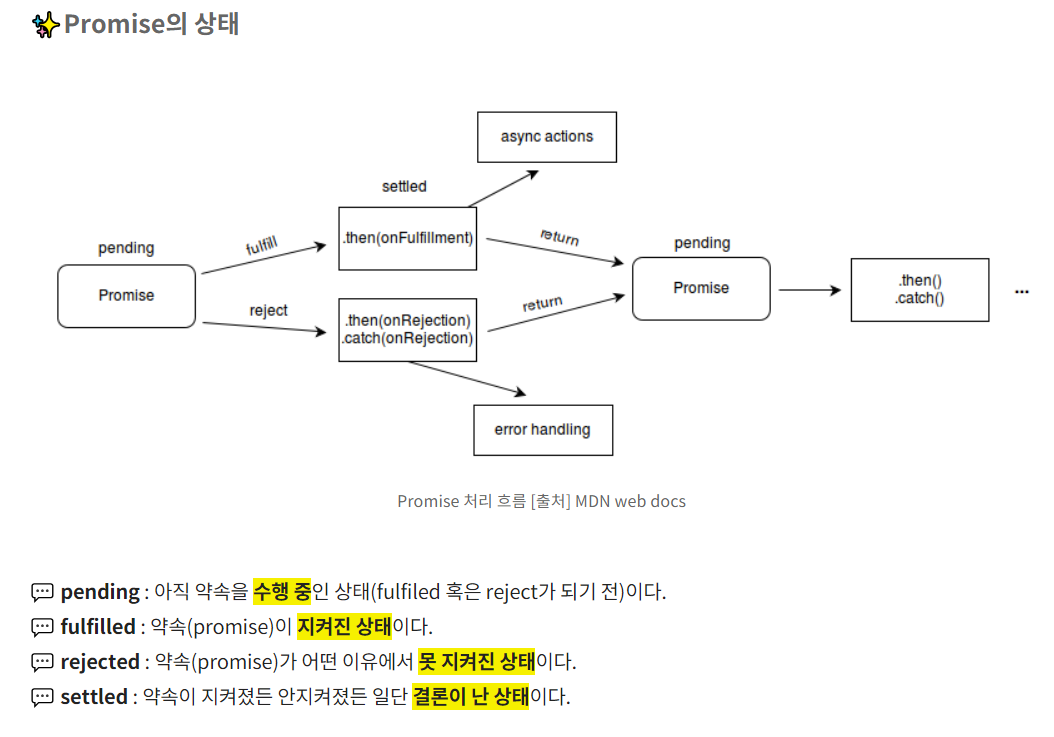 ✨Promise의 상태
async actions
settled
.then(onFulfillment)
fulfill
return
pending
Promise
pending
Promise
.then()
.catch()
...
reject
.then(onRejection)
.catch(onRejection)
return
error handling
Promise 처리 흐름 [출처] MDN web docs
💬 pending : 아직 약속을 수행 중인 상태(fulfiled 혹은 reject가 되기 전)이다.
💬 fulfilled : 약속(promise)이 지켜진 상태이다.
💬 rejected : 약속(promise)가 어떤 이유에서 못 지켜진 상태이다.
💬 settled : 약속이 지켜졌든 안지켜졌든 일단 결론이 난 상태이다.